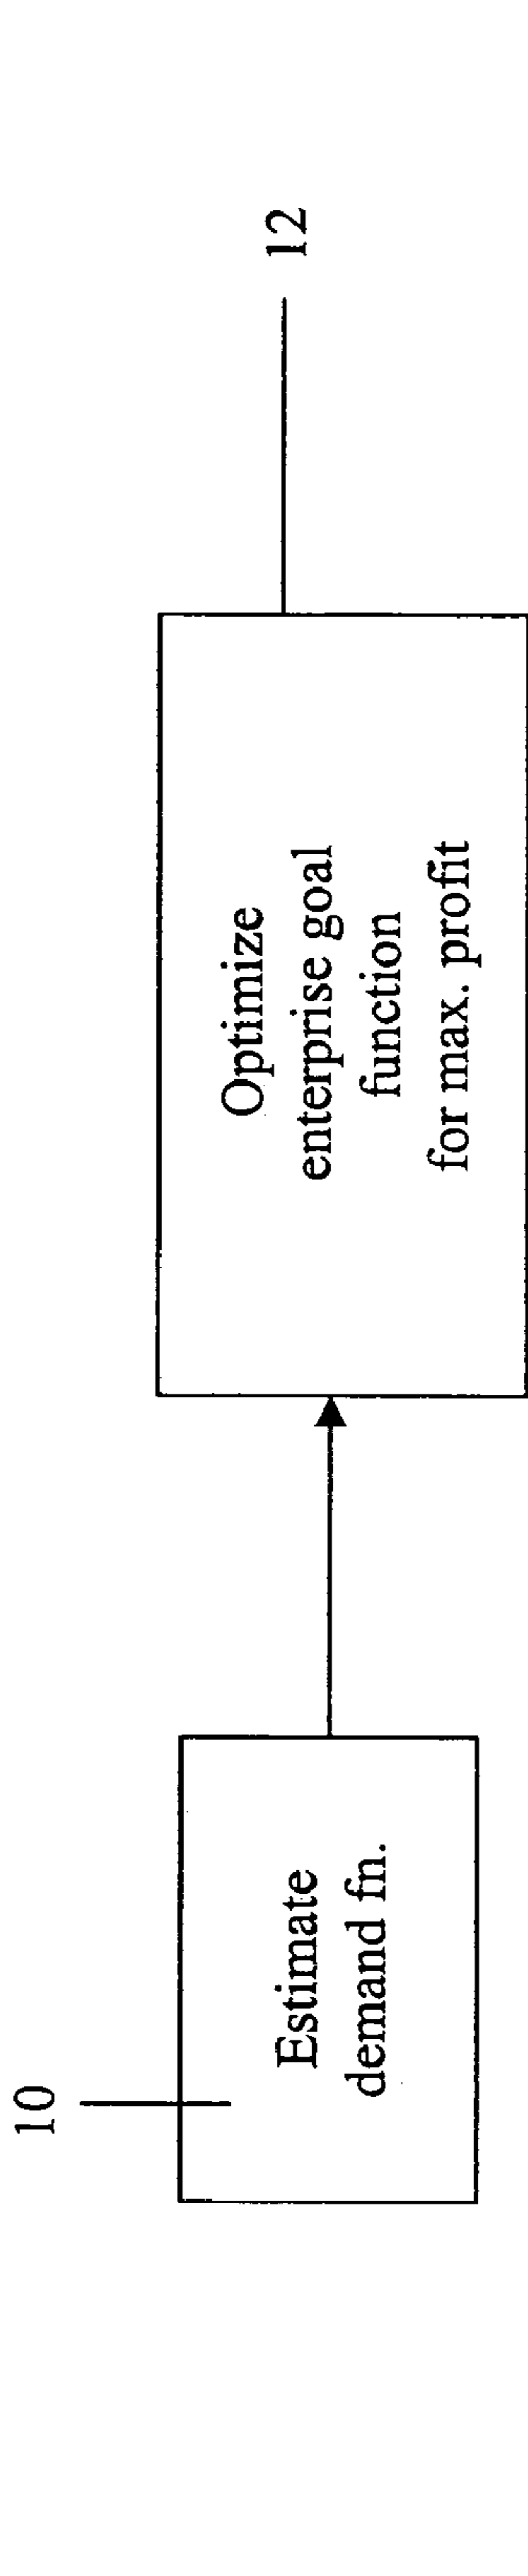 10
Estimate
demand fn.
Optimize
enterprise goal
function
for max. profit
12